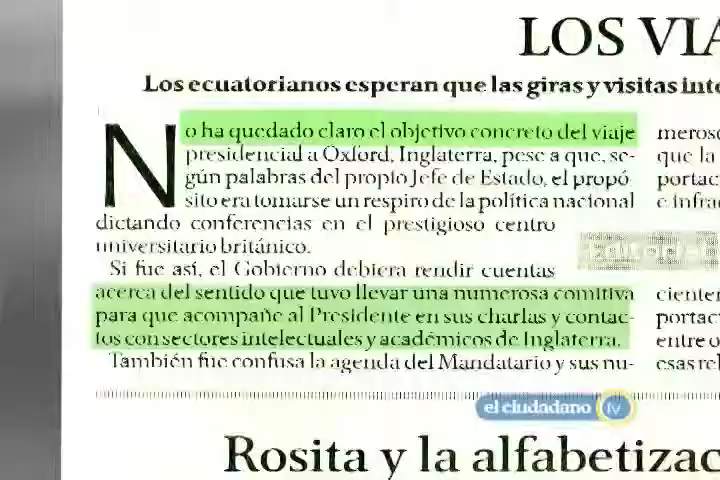 LOS VIA
Los ecuatorianos esperan que las giras y visitas inte
No ha quedado claro el objetivo concreto del viaje
presidencial a Oxford, Inglaterra, pese a que, se-
gún palabras del propio Jefe de Estado, el propó
sito era tomarse un respiro de la política nacional
dictando conferencias en el prestigioso centro
universitario británico.
Si fue así, el Gobierno debiera rendir cuentas
acerca del sentido que tuvo llevar una numerosa comitiva
para que acompañe al Presidente en sus charlas y contac-
tos con sectores intelectuales y académicos de Inglaterra.
También fue confusa la agenda del Mandatario y sus nu-
meroso
que la
portac
e infrac
cienter
portac
entre o
esas rel
el ciudadano tv
Rosita y la alfabetizac